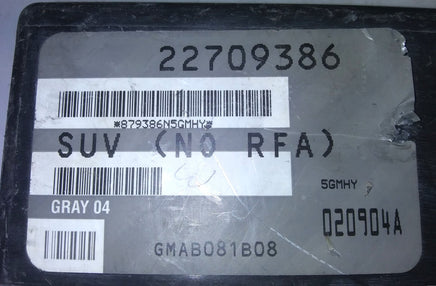 22709386
*879386N5GMHY*
SUV (NO RFA)
5GMHY
GRAY 04
020904A
GMAB081B08